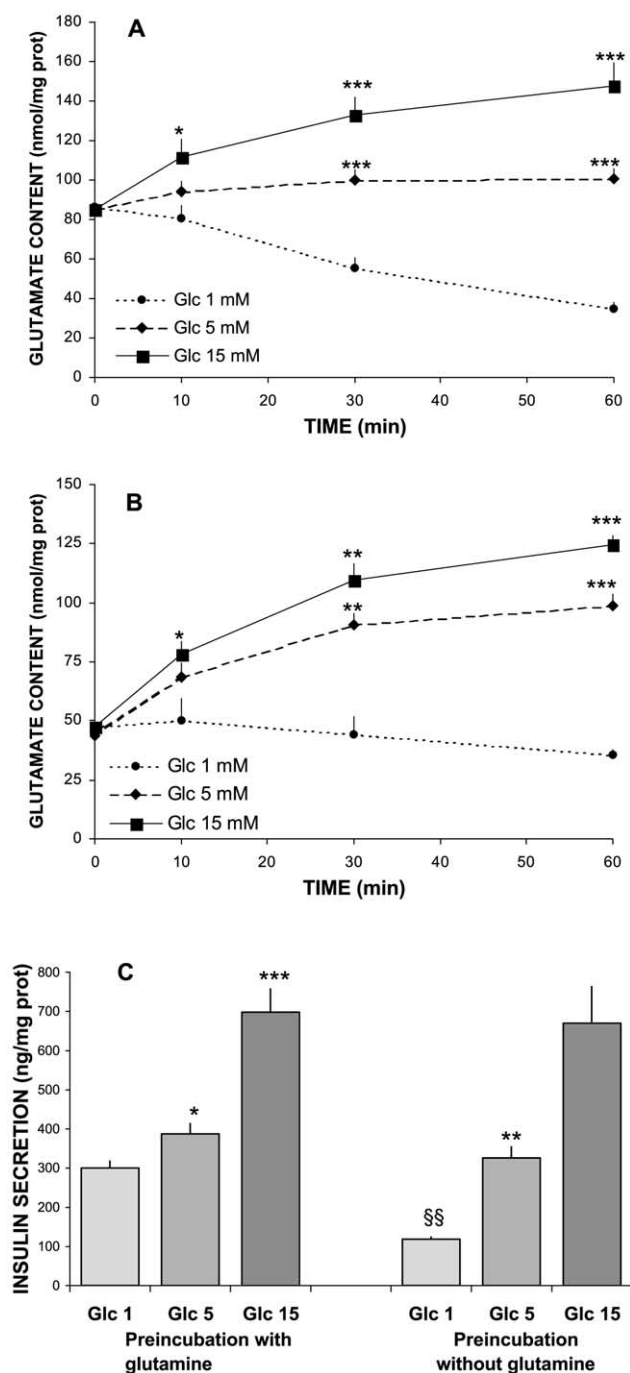 A
GLUTAMATE CONTENT (nmol/mg prot)
180
160
140
120
100
80
60
40
20
0
*
***
***
***
***
Glc 1 mM
Glc 5 mM
Glc 15 mM
0 10 20 30 40 50 60
TIME (min)
B
GLUTAMATE CONTENT (nmol/mg prot)
150
125
100
75
50
25
0
*
**
***
**
***
Glc 1 mM
Glc 5 mM
Glc 15 mM
0 10 20 30 40 50 60
TIME (min)
C
INSULIN SECRETION (ng/mg prot)
800
700
600
500
400
300
200
100
0
*
***
§§
**
Glc 1 Glc 5 Glc 15 Glc 1 Glc 5 Glc 15
Preincubation with
glutamine
Preincubation
without glutamine